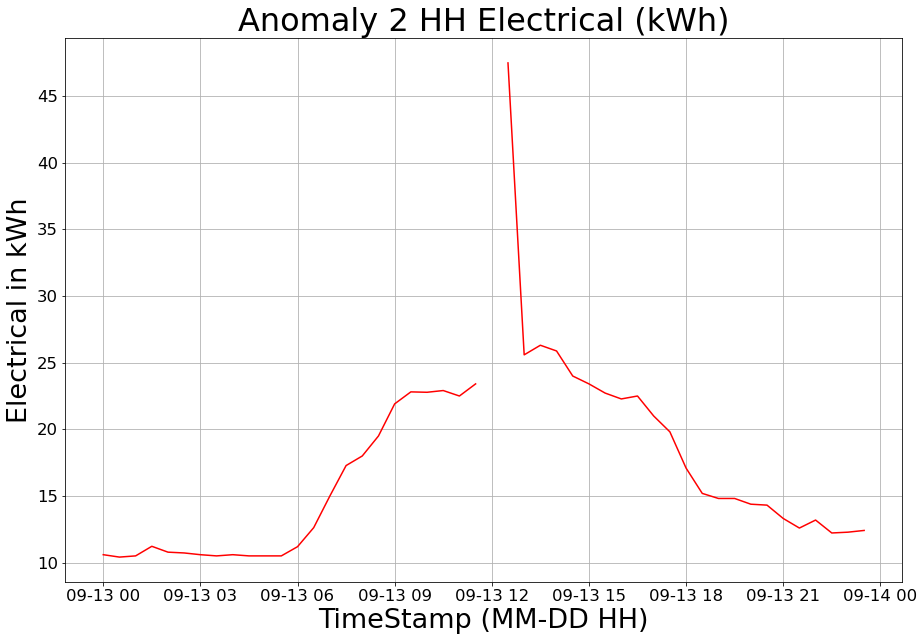 Anomaly 2 HH Electrical (kWh)
Electrical in kWh
45
40
35
30
25
20
15
10
09-13 00 09-13 03 09-13 06 09-13 09 09-13 12 09-13 15 09-13 18 09-13 21 09-14 00
TimeStamp (MM-DD HH)